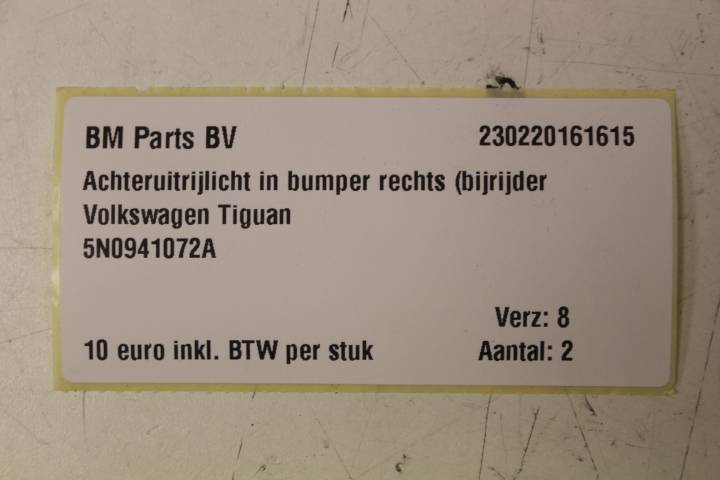 BM Parts BV 230220161615
Achteruitrijlicht in bumper rechts (bijrijder
Volkswagen Tiguan
5N0941072A
Verz: 8
10 euro inkl. BTW per stuk Aantal: 2